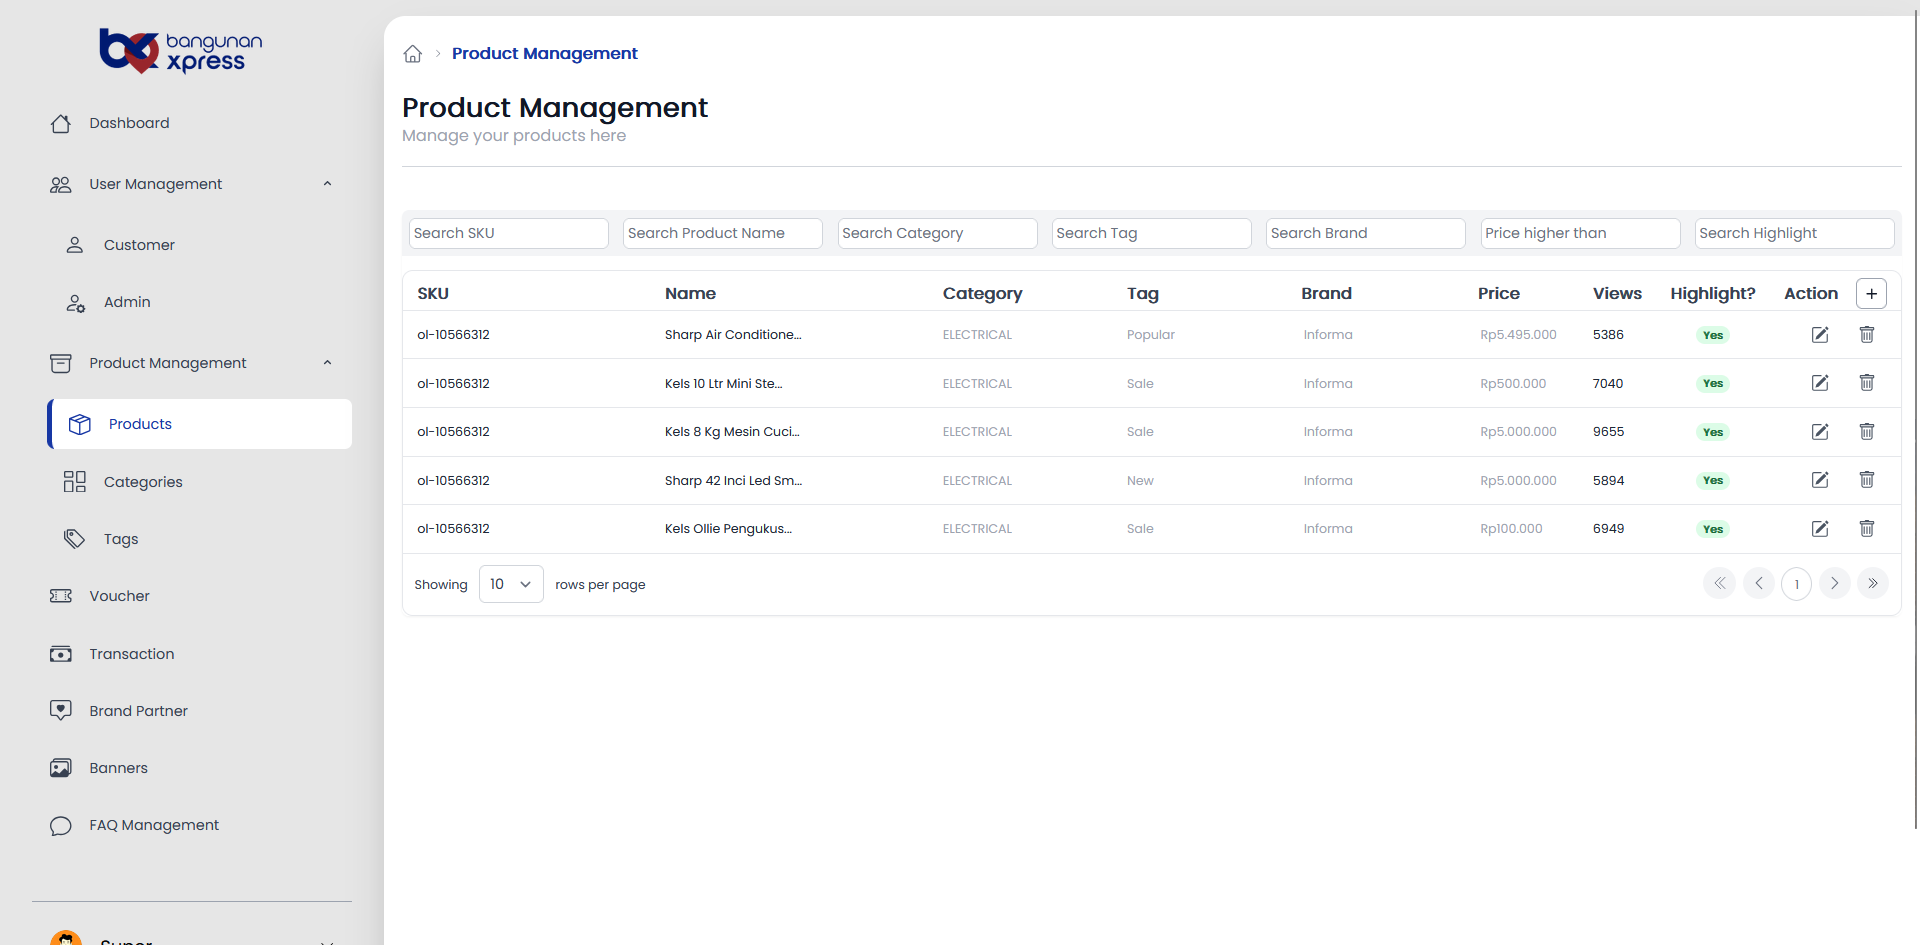 bangunan
xpress
Dashboard
User Management
Customer
Admin
Product Management
Products
Categories
Tags
Voucher
Transaction
Brand Partner
Banners
FAQ Management
Super
Product Management
Product Management
Manage your products here
Search SKU Search Product Name Search Category Search Tag Search Brand Price higher than Search Highlight
SKU Name Category Tag Brand Price Views Highlight? Action +
ol-10566312 Sharp Air Conditione... ELECTRICAL Popular Informa Rp5.495.000 5386 Yes
ol-10566312 Kels 10 Ltr Mini Ste... ELECTRICAL Sale Informa Rp500.000 7040 Yes
ol-10566312 Kels 8 Kg Mesin Cuci... ELECTRICAL Sale Informa Rp5.000.000 9655 Yes
ol-10566312 Sharp 42 Inci Led Sm... ELECTRICAL New Informa Rp5.000.000 5894 Yes
ol-10566312 Kels Ollie Pengukus... ELECTRICAL Sale Informa Rp100.000 6949 Yes
Showing 10 rows per page 1